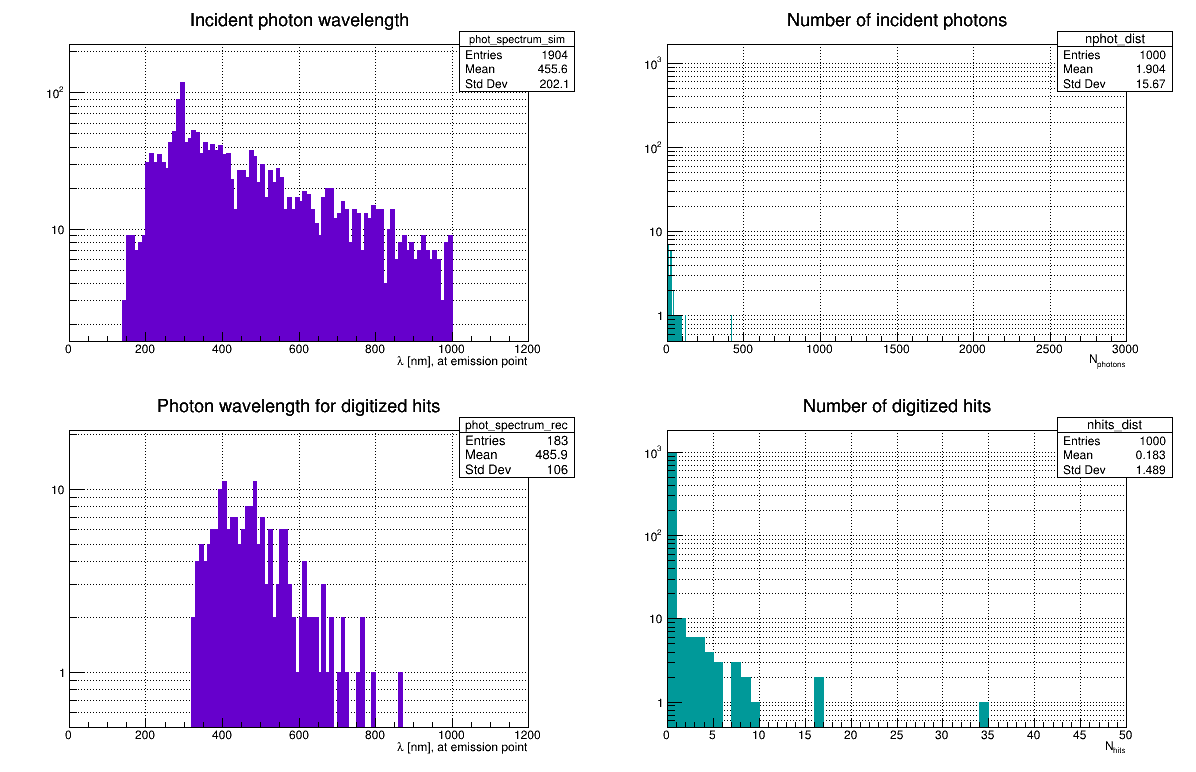 Incident photon wavelength
phot_spectrum_sim
Entries 1904
Mean 455.6
Std Dev 202.1
10²
10
0 200 400 600 800 1000 1200
λ [nm], at emission point
Number of incident photons
nphot_dist
Entries 1000
Mean 1.904
Std Dev 15.67
10³
10²
10
1
0 500 1000 1500 2000 2500 3000
N_photons
Photon wavelength for digitized hits
phot_spectrum_rec
Entries 183
Mean 485.9
Std Dev 106
10
1
0 200 400 600 800 1000 1200
λ [nm], at emission point
Number of digitized hits
nhits_dist
Entries 1000
Mean 0.183
Std Dev 1.489
10³
10²
10
1
0 5 10 15 20 25 30 35 40 45 50
N_hits